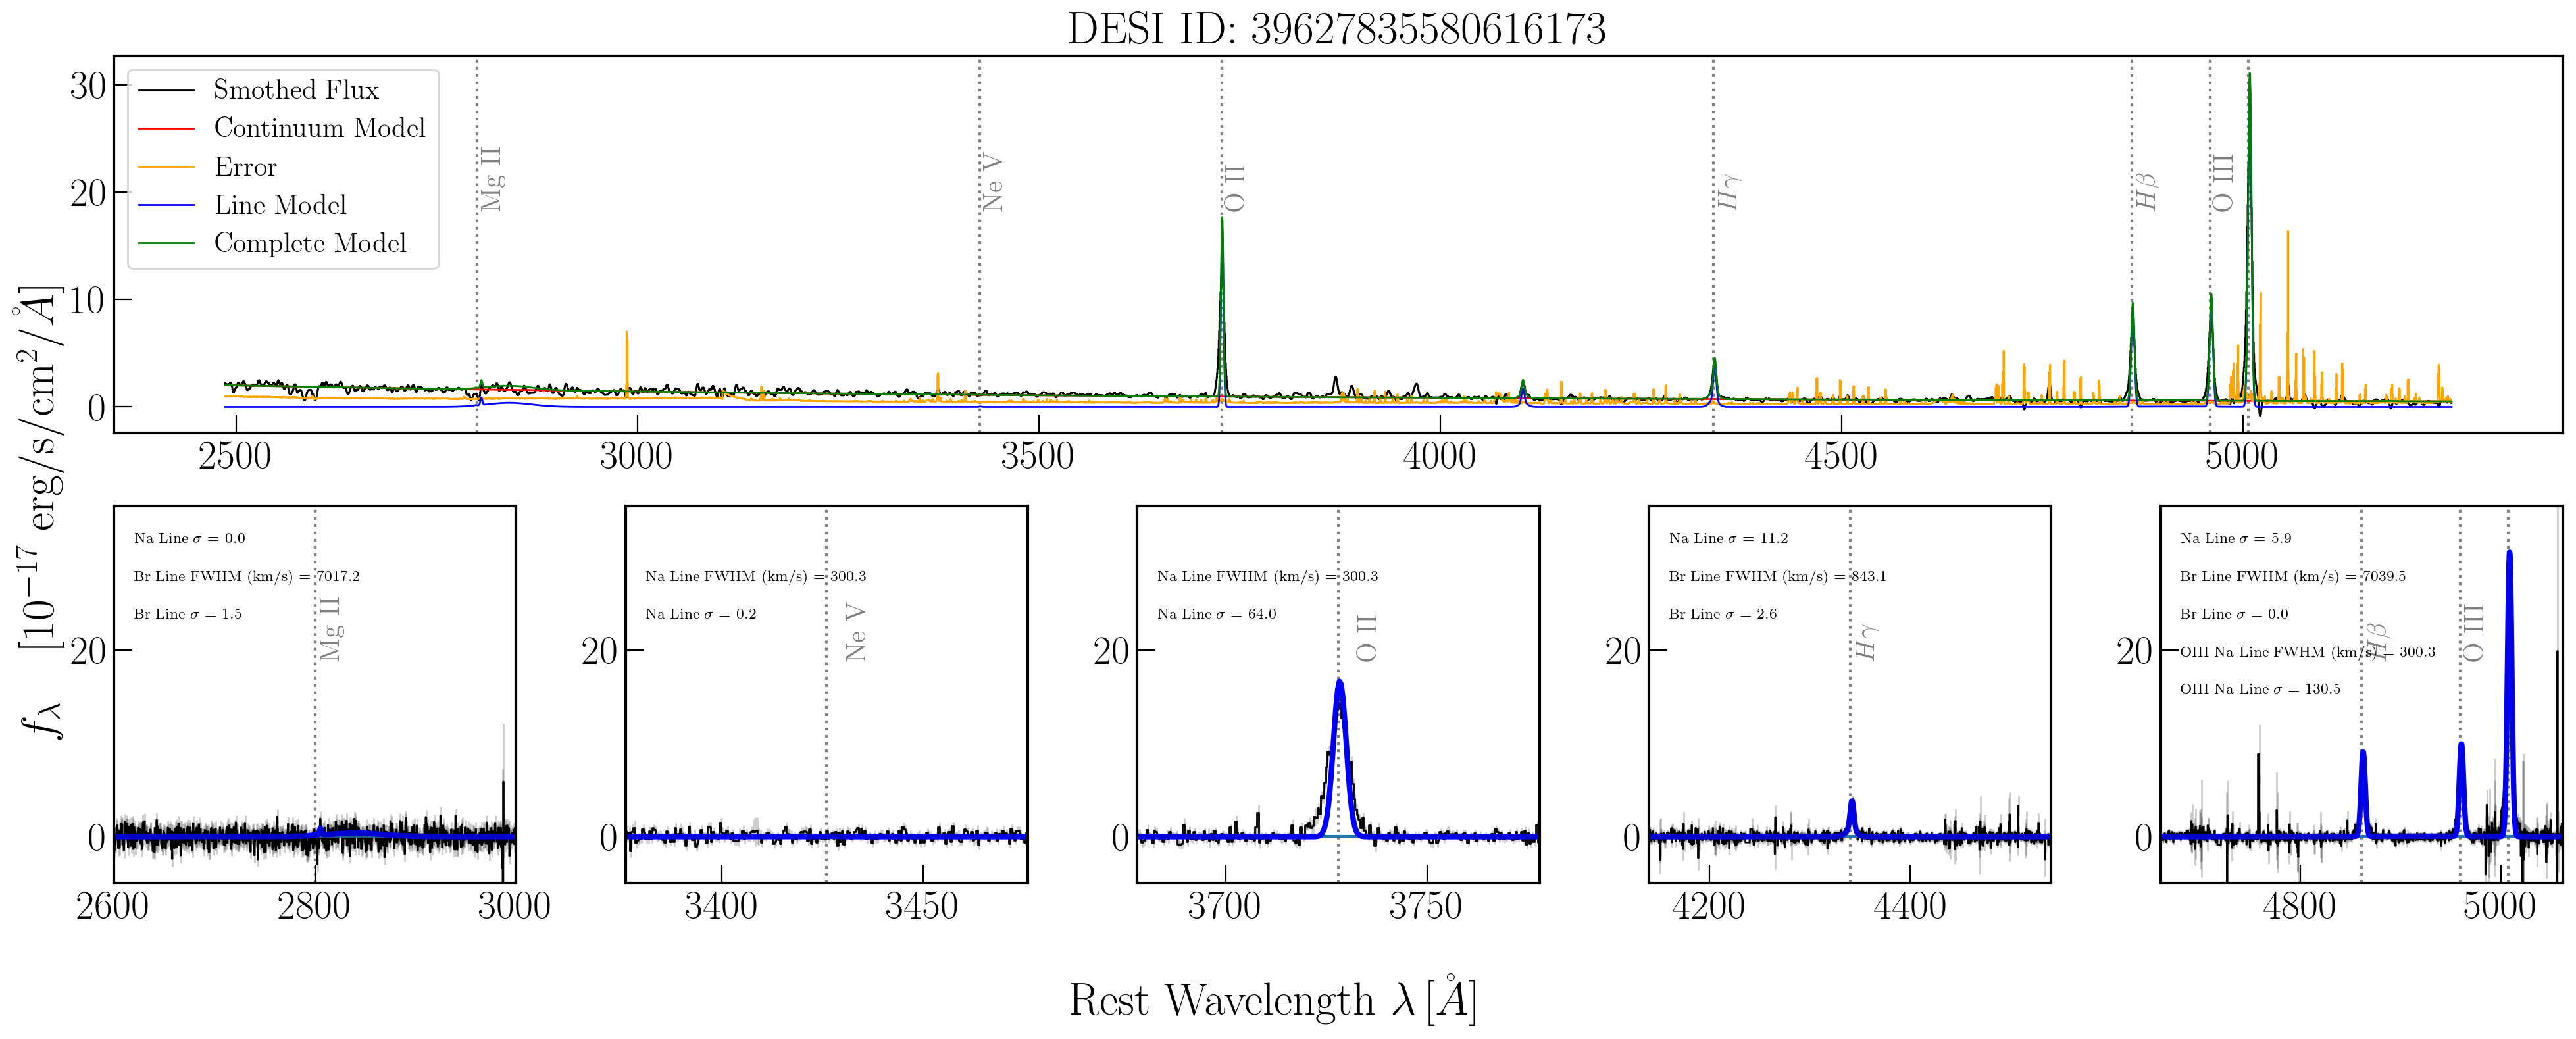 DESI ID: 39627835580616173
Smothed Flux
Continuum Model
Error
Line Model
Complete Model
Mg II
Ne V
O II
Hγ
Hβ
O III
30
20
10
0
2500
3000
3500
4000
4500
5000
fλ [10−17 erg/s/cm2/Å]
Na Line σ = 0.0
Br Line FWHM (km/s) = 7017.2
Br Line σ = 1.5
Mg II
20
0
2600
2800
3000
Na Line FWHM (km/s) = 300.3
Na Line σ = 0.2
Ne V
20
0
3400
3450
Na Line FWHM (km/s) = 300.3
Na Line σ = 64.0
O II
20
0
3700
3750
Na Line σ = 11.2
Br Line FWHM (km/s) = 843.1
Br Line σ = 2.6
Hγ
20
0
4200
4400
Na Line σ = 5.9
Br Line FWHM (km/s) = 7039.5
Br Line σ = 0.0
OIII Na Line FWHM (km/s) = 300.3
OIII Na Line σ = 130.5
Hβ
O III
20
0
4800
5000
Rest Wavelength λ [Å]